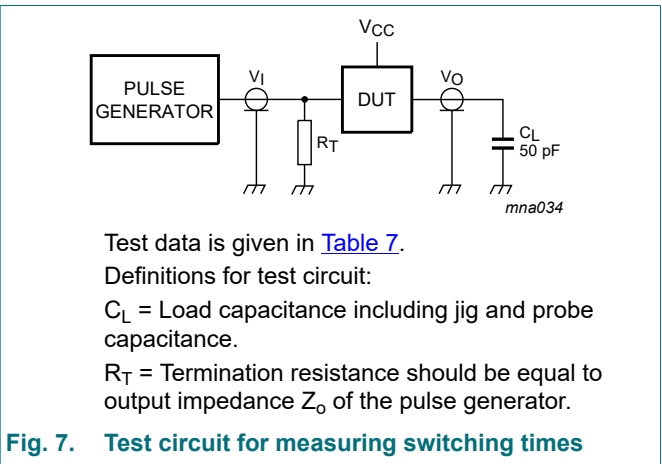 VCC
PULSE
GENERATOR
VI
DUT
VO
RT
CL
50 pF
mna034
Test data is given in Table 7.
Definitions for test circuit:
CL = Load capacitance including jig and probe
capacitance.
RT = Termination resistance should be equal to
output impedance Zo of the pulse generator.
Fig. 7. Test circuit for measuring switching times